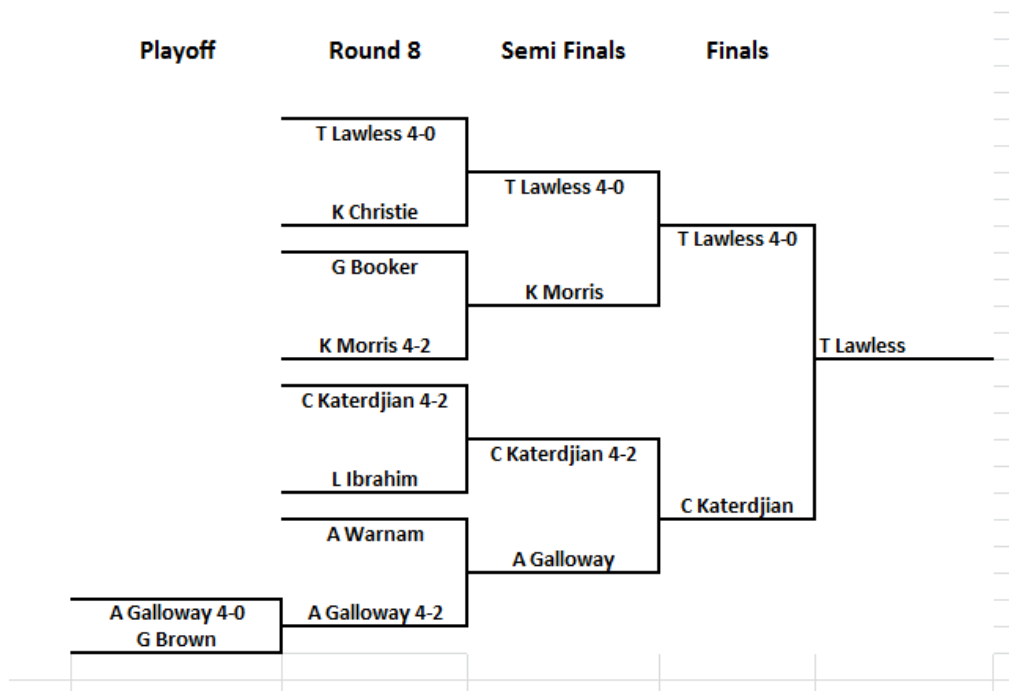 Playoff Round 8 Semi Finals Finals
T Lawless 4-0
T Lawless 4-0
K Christie
T Lawless 4-0
G Booker
K Morris
K Morris 4-2
T Lawless
C Katerdjian 4-2
C Katerdjian 4-2
L Ibrahim
C Katerdjian
A Warnam
A Galloway
A Galloway 4-0
A Galloway 4-2
G Brown